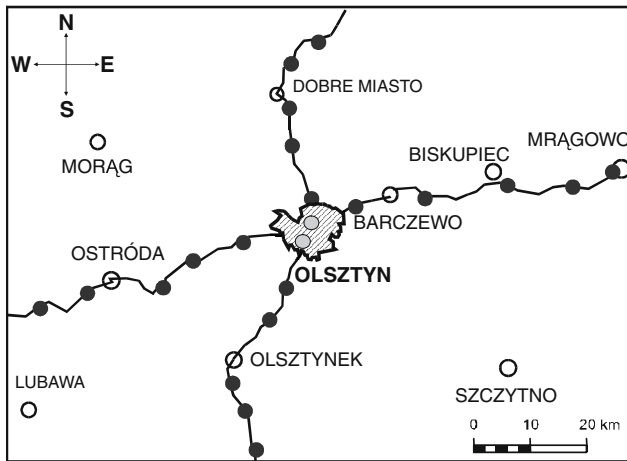 N
W E
S
DOBRE MIASTO
MORĄG
BISKUPIEC
MRĄGOWO
BARCZEWO
OSTRÓDA
OLSZTYN
OLSZTYNEK
LUBAWA
SZCZYTNO
0 10 20 km